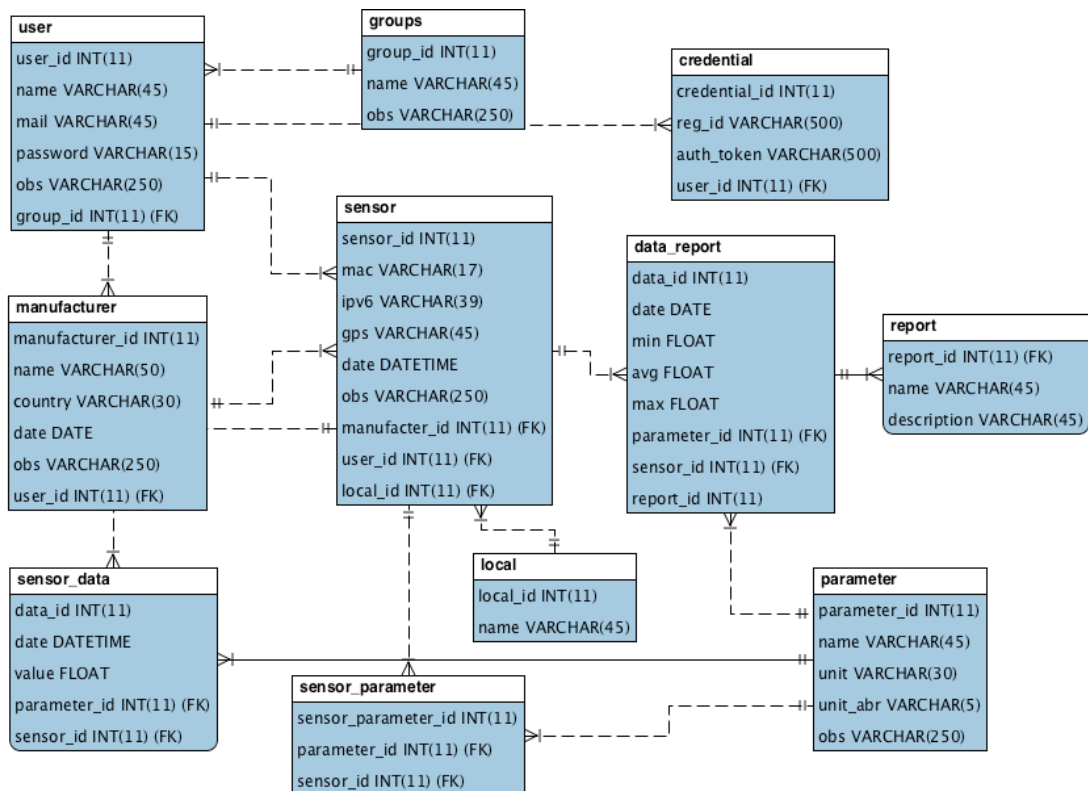 user
user_id INT(11)
name VARCHAR(45)
mail VARCHAR(45)
password VARCHAR(15)
obs VARCHAR(250)
group_id INT(11) (FK)
groups
group_id INT(11)
name VARCHAR(45)
obs VARCHAR(250)
credential
credential_id INT(11)
reg_id VARCHAR(500)
auth_token VARCHAR(500)
user_id INT(11) (FK)
manufacturer
manufacturer_id INT(11)
name VARCHAR(50)
country VARCHAR(30)
date DATE
obs VARCHAR(250)
user_id INT(11) (FK)
sensor
sensor_id INT(11)
mac VARCHAR(17)
ipv6 VARCHAR(39)
gps VARCHAR(45)
date DATETIME
obs VARCHAR(250)
manufacter_id INT(11) (FK)
user_id INT(11) (FK)
local_id INT(11) (FK)
data_report
data_id INT(11)
date DATE
min FLOAT
avg FLOAT
max FLOAT
parameter_id INT(11) (FK)
sensor_id INT(11) (FK)
report_id INT(11)
report
report_id INT(11) (FK)
name VARCHAR(45)
description VARCHAR(45)
sensor_data
data_id INT(11)
date DATETIME
value FLOAT
parameter_id INT(11) (FK)
sensor_id INT(11) (FK)
local
local_id INT(11)
name VARCHAR(45)
sensor_parameter
sensor_parameter_id INT(11)
parameter_id INT(11) (FK)
sensor_id INT(11) (FK)
parameter
parameter_id INT(11)
name VARCHAR(45)
unit VARCHAR(30)
unit_abr VARCHAR(5)
obs VARCHAR(250)